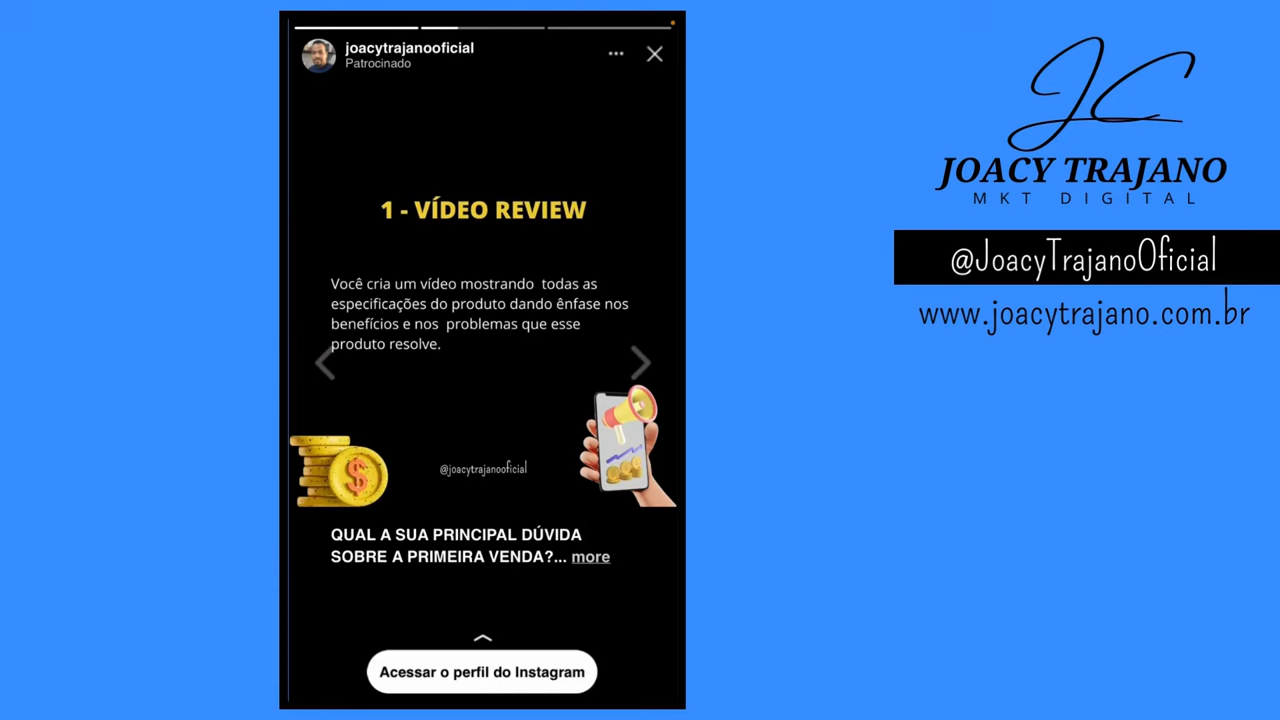 joacytrajanooficial
Patrocinado
1 - VÍDEO REVIEW
Você cria um vídeo mostrando todas as
especificações do produto dando ênfase nos
benefícios e nos problemas que esse
produto resolve.
@joacytrajanooficial
QUAL A SUA PRINCIPAL DÚVIDA
SOBRE A PRIMEIRA VENDA?... more
Acessar o perfil do Instagram
JC
JOACY TRAJANO
MKT DIGITAL
@JoacyTrajanoOficial
www.joacytrajano.com.br